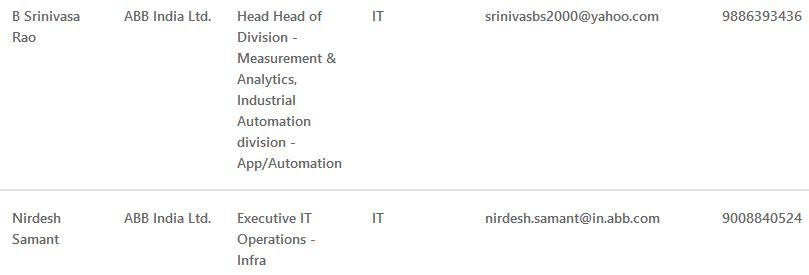 B Srinivasa Rao ABB India Ltd. Head Head of Division - Measurement & Analytics, Industrial Automation division - App/Automation IT srinivasbs2000@yahoo.com 9886393436
Nirdesh Samant ABB India Ltd. Executive IT Operations - Infra IT nirdesh.samant@in.abb.com 9008840524